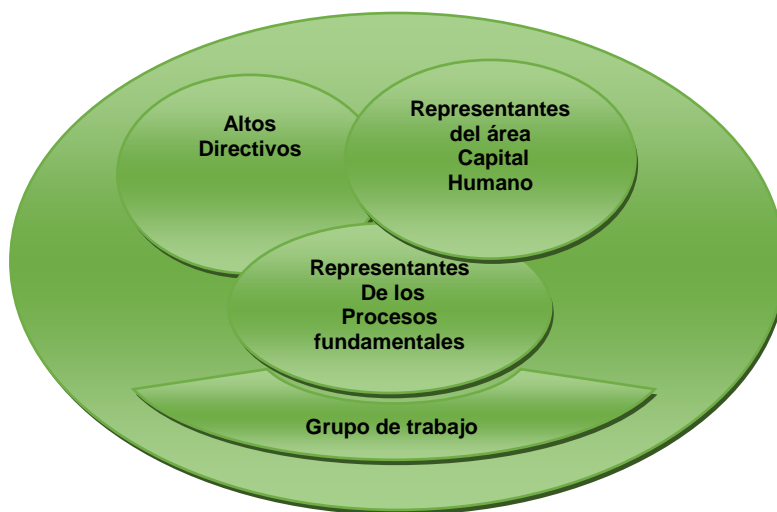 Altos
Directivos
Representantes
del área
Capital
Humano
Representantes
De los
Procesos
fundamentales
Grupo de trabajo